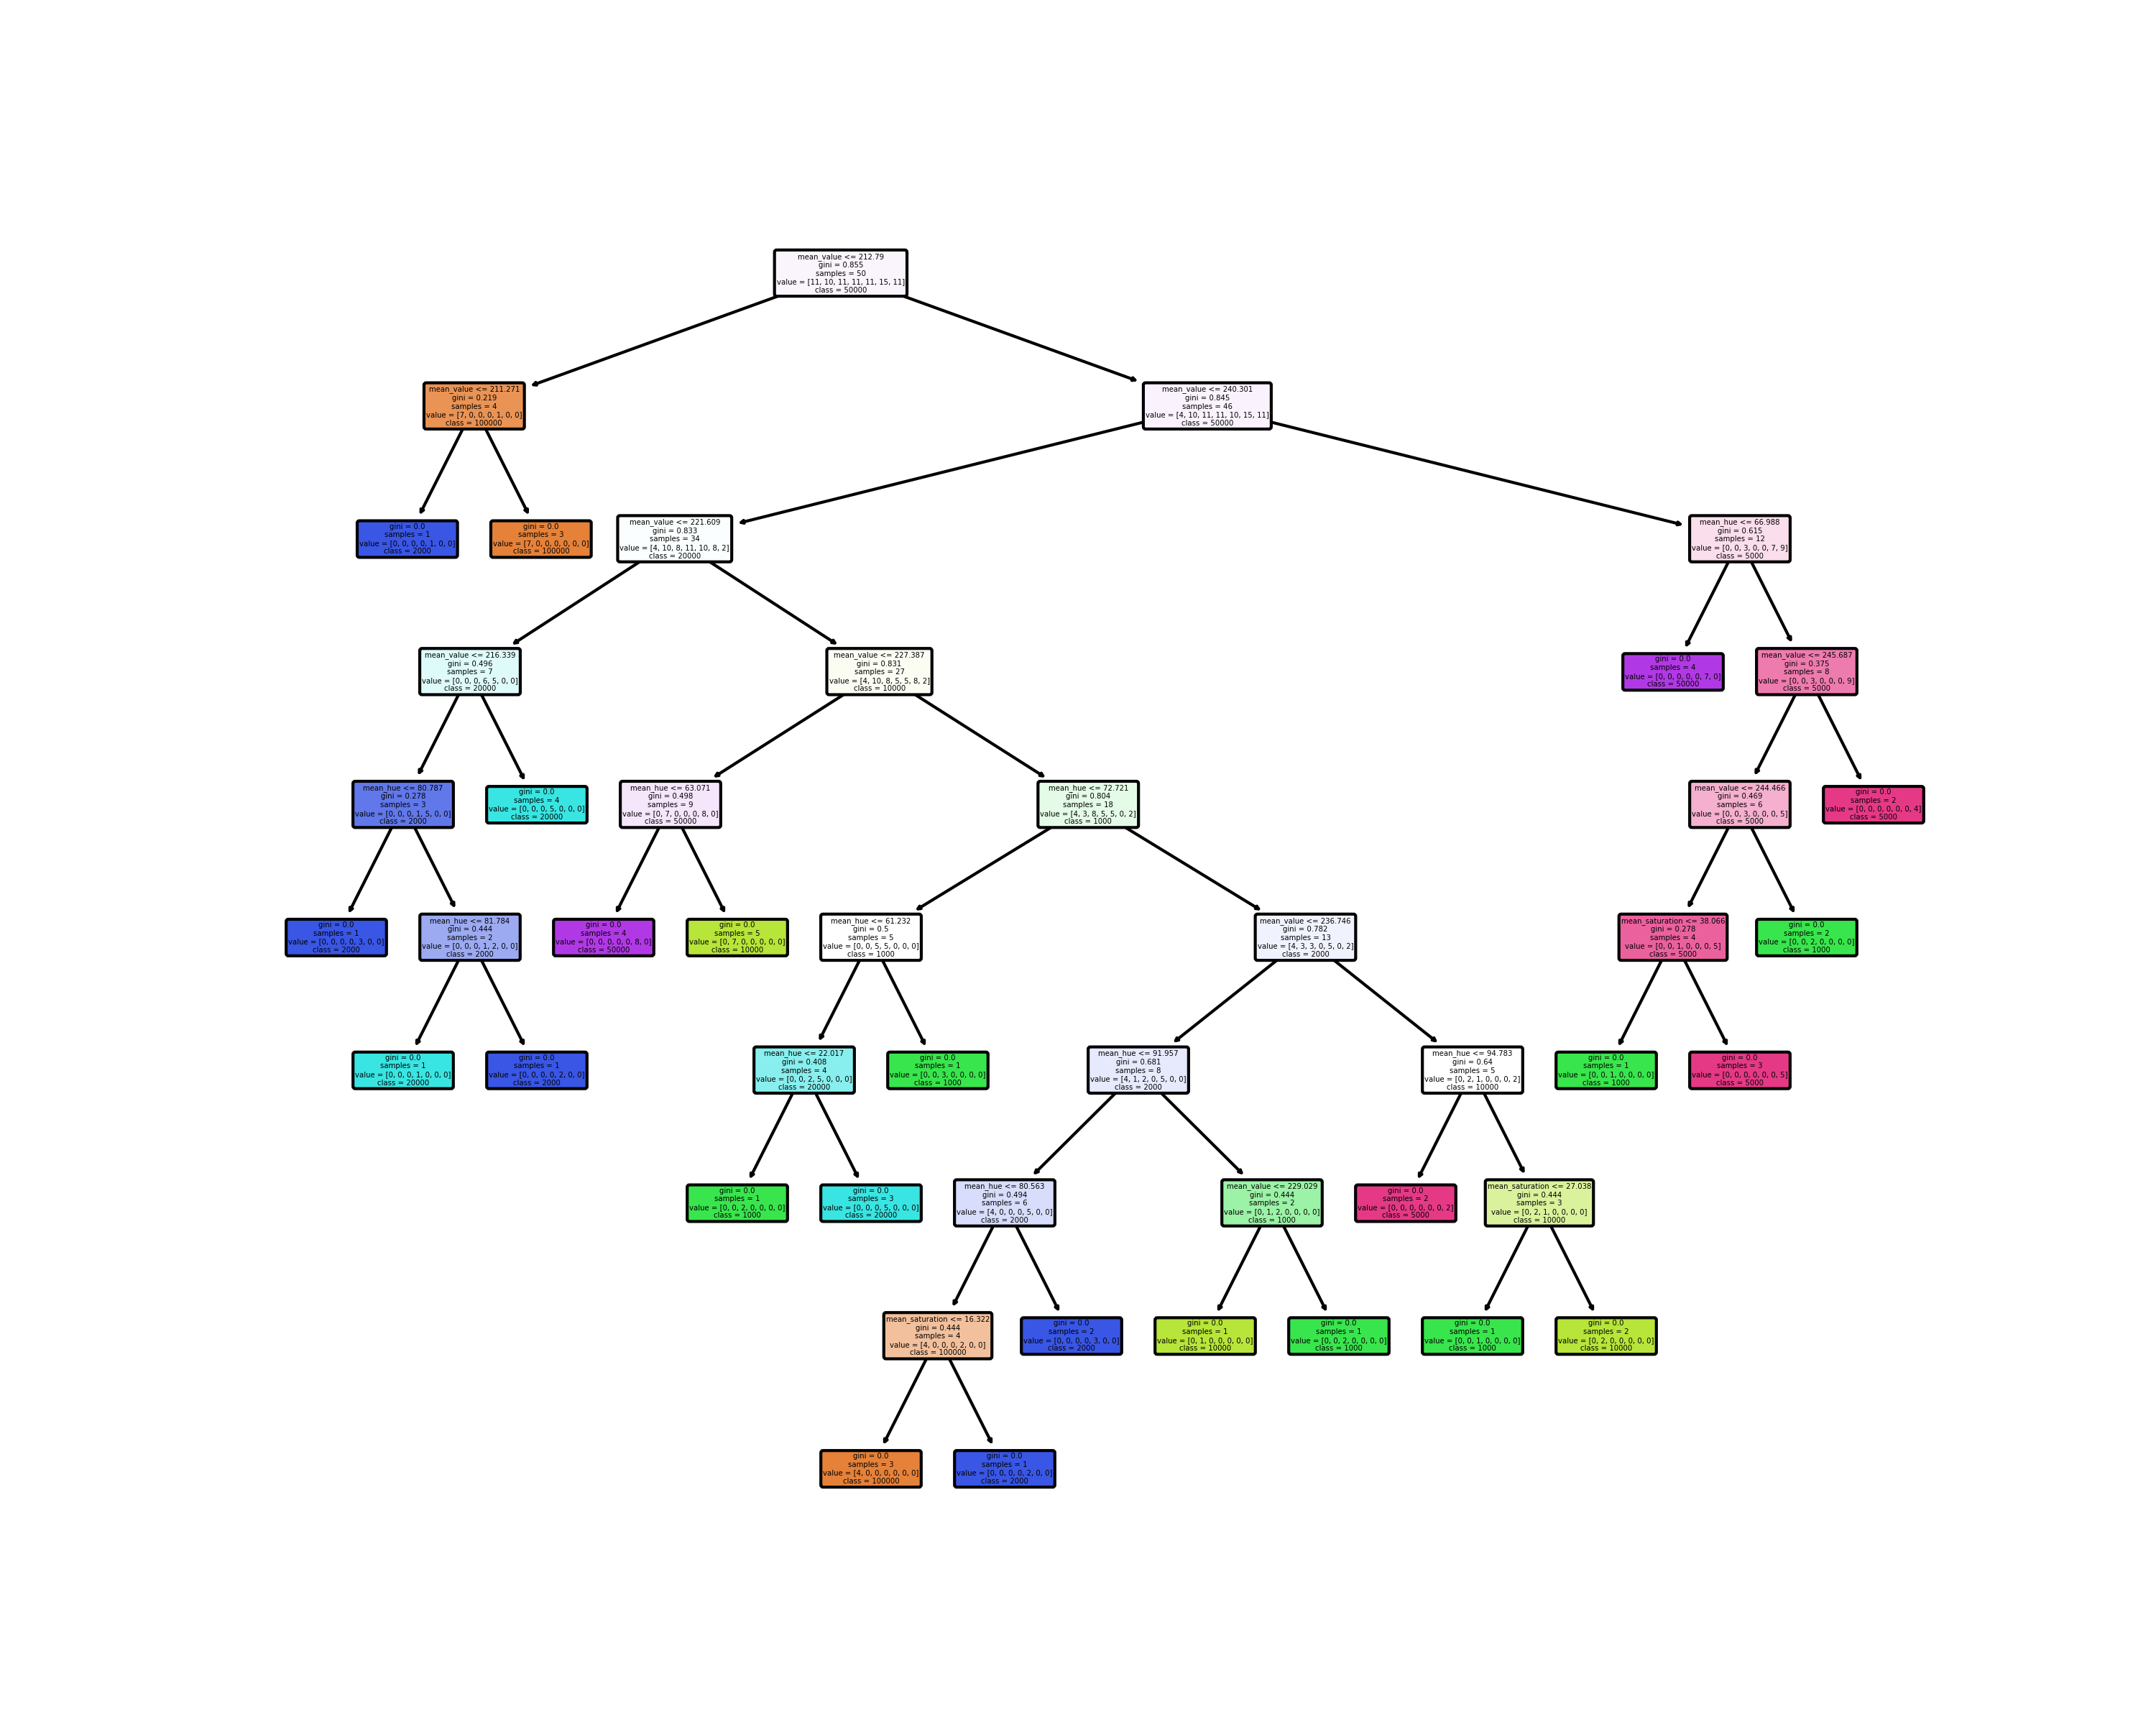 mean_value <= 212.79
gini = 0.855
samples = 50
value = [11, 10, 11, 11, 11, 15, 11]
class = 50000
mean_value <= 211.271
gini = 0.219
samples = 4
value = [7, 0, 0, 0, 1, 0, 0]
class = 100000
mean_value <= 240.301
gini = 0.845
samples = 46
value = [4, 10, 11, 11, 10, 15, 11]
class = 50000
gini = 0.0
samples = 1
value = [0, 0, 0, 0, 1, 0, 0]
class = 2000
gini = 0.0
samples = 3
value = [7, 0, 0, 0, 0, 0, 0]
class = 100000
mean_value <= 221.609
gini = 0.833
samples = 34
value = [4, 10, 8, 11, 10, 8, 2]
class = 20000
mean_hue <= 66.988
gini = 0.615
samples = 12
value = [0, 0, 3, 0, 0, 7, 9]
class = 5000
mean_value <= 216.339
gini = 0.496
samples = 7
value = [0, 0, 0, 6, 5, 0, 0]
class = 20000
mean_value <= 227.387
gini = 0.831
samples = 27
value = [4, 10, 8, 5, 5, 8, 2]
class = 10000
gini = 0.0
samples = 4
value = [0, 0, 0, 0, 0, 7, 0]
class = 50000
mean_value <= 245.687
gini = 0.375
samples = 8
value = [0, 0, 3, 0, 0, 0, 9]
class = 5000
mean_hue <= 80.787
gini = 0.278
samples = 3
value = [0, 0, 0, 1, 5, 0, 0]
class = 2000
gini = 0.0
samples = 4
value = [0, 0, 0, 5, 0, 0, 0]
class = 20000
mean_hue <= 63.071
gini = 0.498
samples = 9
value = [0, 7, 0, 0, 0, 8, 0]
class = 50000
mean_hue <= 72.721
gini = 0.804
samples = 18
value = [4, 3, 8, 5, 5, 0, 2]
class = 1000
mean_value <= 244.466
gini = 0.469
samples = 6
value = [0, 0, 3, 0, 0, 0, 5]
class = 5000
gini = 0.0
samples = 2
value = [0, 0, 0, 0, 0, 0, 4]
class = 5000
gini = 0.0
samples = 1
value = [0, 0, 0, 0, 3, 0, 0]
class = 2000
mean_hue <= 81.784
gini = 0.444
samples = 2
value = [0, 0, 0, 1, 2, 0, 0]
class = 2000
gini = 0.0
samples = 4
value = [0, 0, 0, 0, 0, 8, 0]
class = 50000
gini = 0.0
samples = 5
value = [0, 7, 0, 0, 0, 0, 0]
class = 10000
mean_hue <= 61.232
gini = 0.5
samples = 5
value = [0, 0, 5, 5, 0, 0, 0]
class = 1000
mean_value <= 236.746
gini = 0.782
samples = 13
value = [4, 3, 3, 0, 5, 0, 2]
class = 2000
mean_saturation <= 38.066
gini = 0.278
samples = 4
value = [0, 0, 1, 0, 0, 0, 5]
class = 5000
gini = 0.0
samples = 2
value = [0, 0, 2, 0, 0, 0, 0]
class = 1000
gini = 0.0
samples = 1
value = [0, 0, 0, 1, 0, 0, 0]
class = 20000
gini = 0.0
samples = 1
value = [0, 0, 0, 0, 2, 0, 0]
class = 2000
mean_hue <= 22.017
gini = 0.408
samples = 4
value = [0, 0, 2, 5, 0, 0, 0]
class = 20000
gini = 0.0
samples = 1
value = [0, 0, 3, 0, 0, 0, 0]
class = 1000
mean_hue <= 91.957
gini = 0.681
samples = 8
value = [4, 1, 2, 0, 5, 0, 0]
class = 2000
mean_hue <= 94.783
gini = 0.64
samples = 5
value = [0, 2, 1, 0, 0, 0, 2]
class = 10000
gini = 0.0
samples = 1
value = [0, 0, 1, 0, 0, 0, 0]
class = 1000
gini = 0.0
samples = 3
value = [0, 0, 0, 0, 0, 0, 5]
class = 5000
gini = 0.0
samples = 1
value = [0, 0, 2, 0, 0, 0, 0]
class = 1000
gini = 0.0
samples = 3
value = [0, 0, 0, 5, 0, 0, 0]
class = 20000
mean_hue <= 80.563
gini = 0.494
samples = 6
value = [4, 0, 0, 0, 5, 0, 0]
class = 2000
mean_value <= 229.029
gini = 0.444
samples = 2
value = [0, 1, 2, 0, 0, 0, 0]
class = 1000
gini = 0.0
samples = 2
value = [0, 0, 0, 0, 0, 0, 2]
class = 5000
mean_saturation <= 27.038
gini = 0.444
samples = 3
value = [0, 2, 1, 0, 0, 0, 0]
class = 10000
mean_saturation <= 16.322
gini = 0.444
samples = 4
value = [4, 0, 0, 0, 2, 0, 0]
class = 100000
gini = 0.0
samples = 2
value = [0, 0, 0, 0, 3, 0, 0]
class = 2000
gini = 0.0
samples = 1
value = [0, 1, 0, 0, 0, 0, 0]
class = 10000
gini = 0.0
samples = 1
value = [0, 0, 2, 0, 0, 0, 0]
class = 1000
gini = 0.0
samples = 1
value = [0, 0, 1, 0, 0, 0, 0]
class = 1000
gini = 0.0
samples = 2
value = [0, 2, 0, 0, 0, 0, 0]
class = 10000
gini = 0.0
samples = 3
value = [4, 0, 0, 0, 0, 0, 0]
class = 100000
gini = 0.0
samples = 1
value = [0, 0, 0, 0, 2, 0, 0]
class = 2000